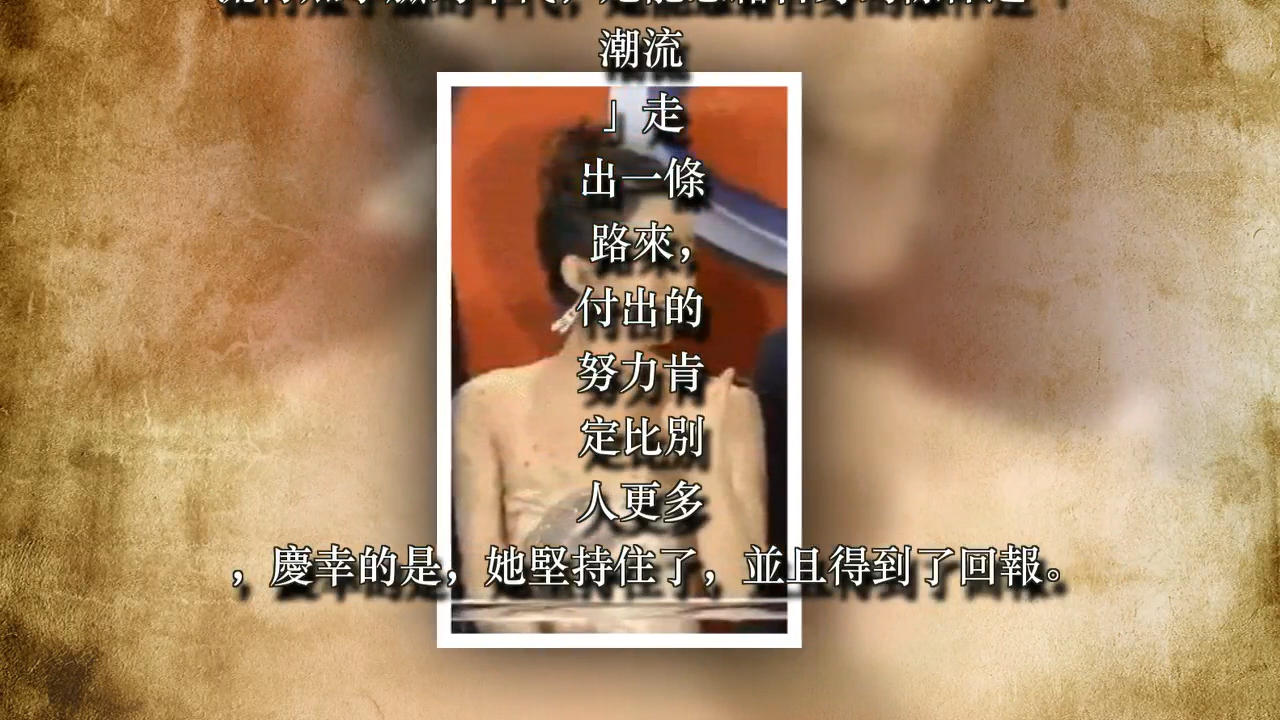 潮流
」走
出一條
路來，
付出的
努力肯
定比別
人更多
，慶幸的是，她堅持住了，並且得到了回報。